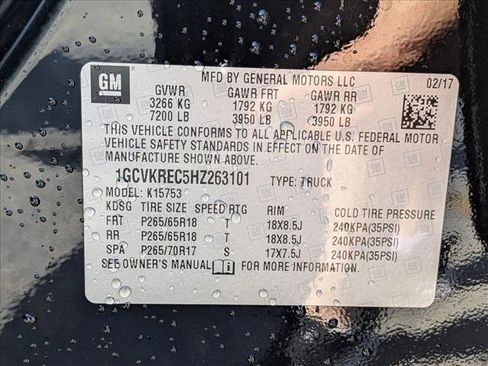 GM
MFD BY GENERAL MOTORS LLC 02/17
GVWR GAWR FRT GAWR RR
3266 KG 1792 KG 1792 KG
7200 LB 3950 LB 3950 LB
THIS VEHICLE CONFORMS TO ALL APPLICABLE U.S. FEDERAL MOTOR
VEHICLE SAFETY STANDARDS IN EFFECT ON THE DATE OF
MANUFACTURE SHOWN ABOVE.
1GCVKREC5HZ263101 TYPE: TRUCK
MODEL: K15753
KDSG TIRE SIZE SPEED RTG RIM COLD TIRE PRESSURE
FRT P265/65R18 T 18X8.5J 240KPA(35PSI)
RR P265/65R18 T 18X8.5J 240KPA(35PSI)
SPA P265/70R17 S 17X7.5J 240KPA(35PSI)
SEE OWNER'S MANUAL FOR MORE INFORMATION.